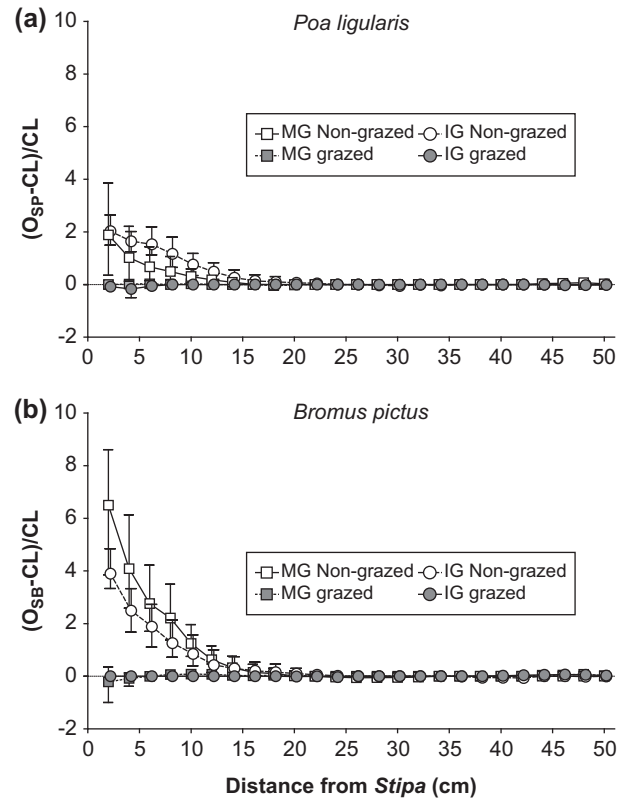 (a) Poa ligularis
10
8
6
4
2
0
-2
(O_SP-CL)/CL
MG Non-grazed IG Non-grazed
MG grazed IG grazed
0 5 10 15 20 25 30 35 40 45 50
(b) Bromus pictus
10
8
6
4
2
0
-2
(O_SB-CL)/CL
MG Non-grazed IG Non-grazed
MG grazed IG grazed
0 5 10 15 20 25 30 35 40 45 50
Distance from Stipa (cm)